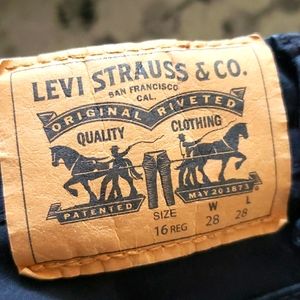 LEVI STRAUSS & CO.
SAN FRANCISCO
CAL.
ORIGINAL RIVETED
QUALITY CLOTHING
PATENTED MAY 20 1873
SIZE W L
16 REG 28 28